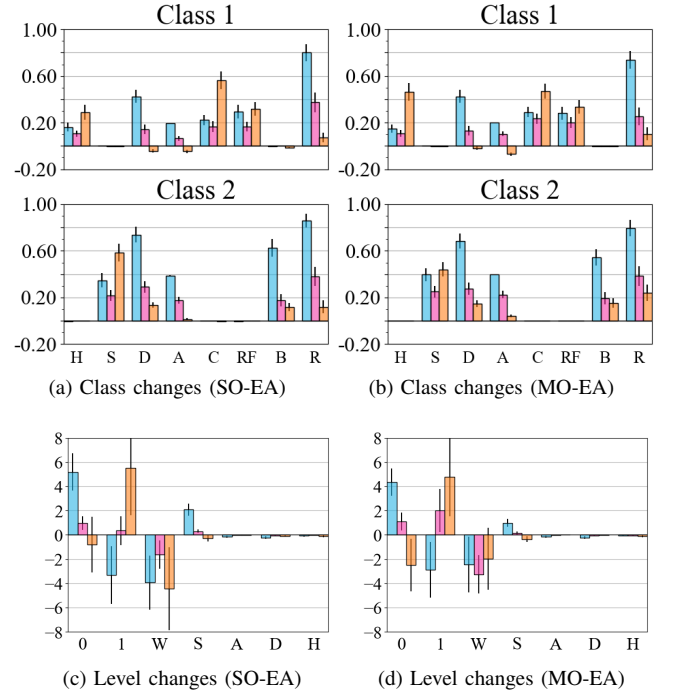 Class 1
Class 1
1.00
0.60
0.20
-0.20
1.00
0.60
0.20
-0.20
Class 2
Class 2
1.00
0.60
0.20
-0.20
H S D A C RF B R
1.00
0.60
0.20
-0.20
H S D A C RF B R
(a) Class changes (SO-EA)
(b) Class changes (MO-EA)
8
6
4
2
0
−2
−4
−6
−8
0 1 W S A D H
8
6
4
2
0
−2
−4
−6
−8
0 1 W S A D H
(c) Level changes (SO-EA)
(d) Level changes (MO-EA)